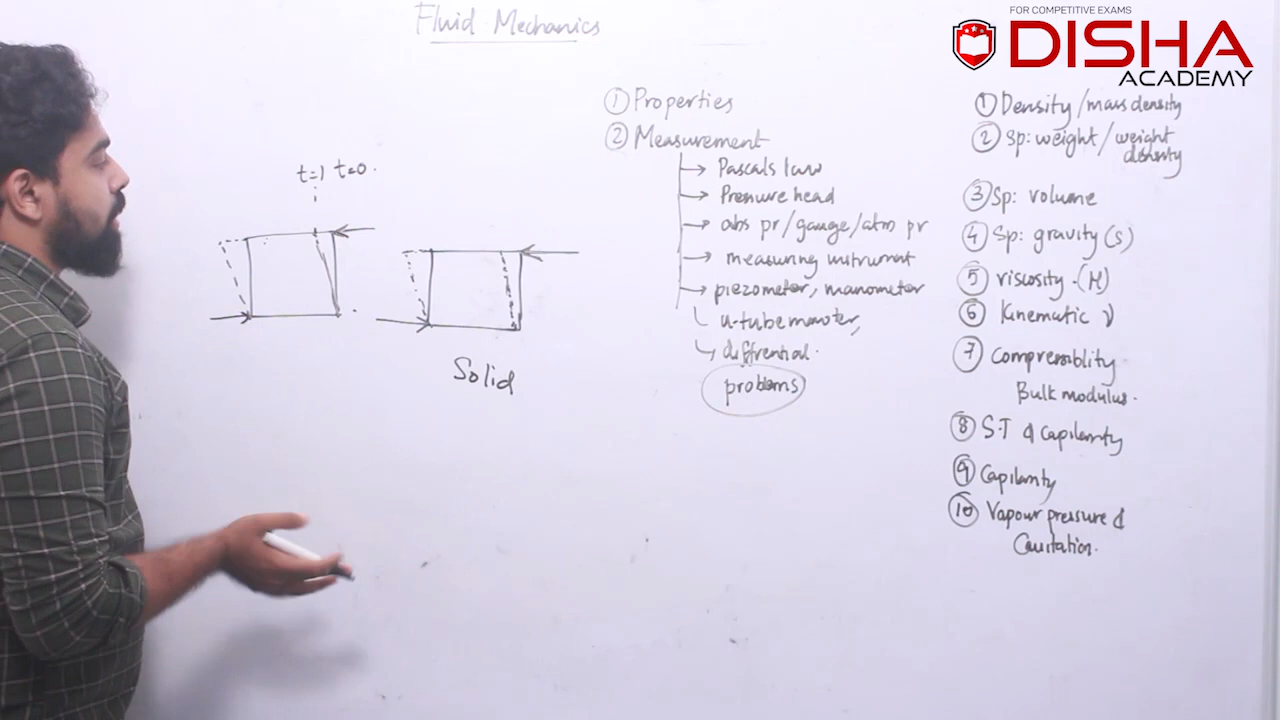 Fluid Mechanics
FOR COMPETITIVE EXAMS
DISHA
ACADEMY
t=1 t=0.
Solid
① Properties
② Measurement
→ Pascals law
→ Pressure head
→ abs pr/gauge/atm pr
→ measuring instrument
→ piezometer, manometer
u-tube manoter,
↳ diffrential.
problems
① Density/mass density
② Sp: weight/weight
density
③ Sp: volume
④ Sp: gravity (s)
⑤ viscosity (μ)
⑥ Kinematic ν
⑦ Compressiblity
Bulk modulus.
⑧ S.T & Capilarity
⑨ Capilarity
⑩ Vapour pressure &
Cavitation.